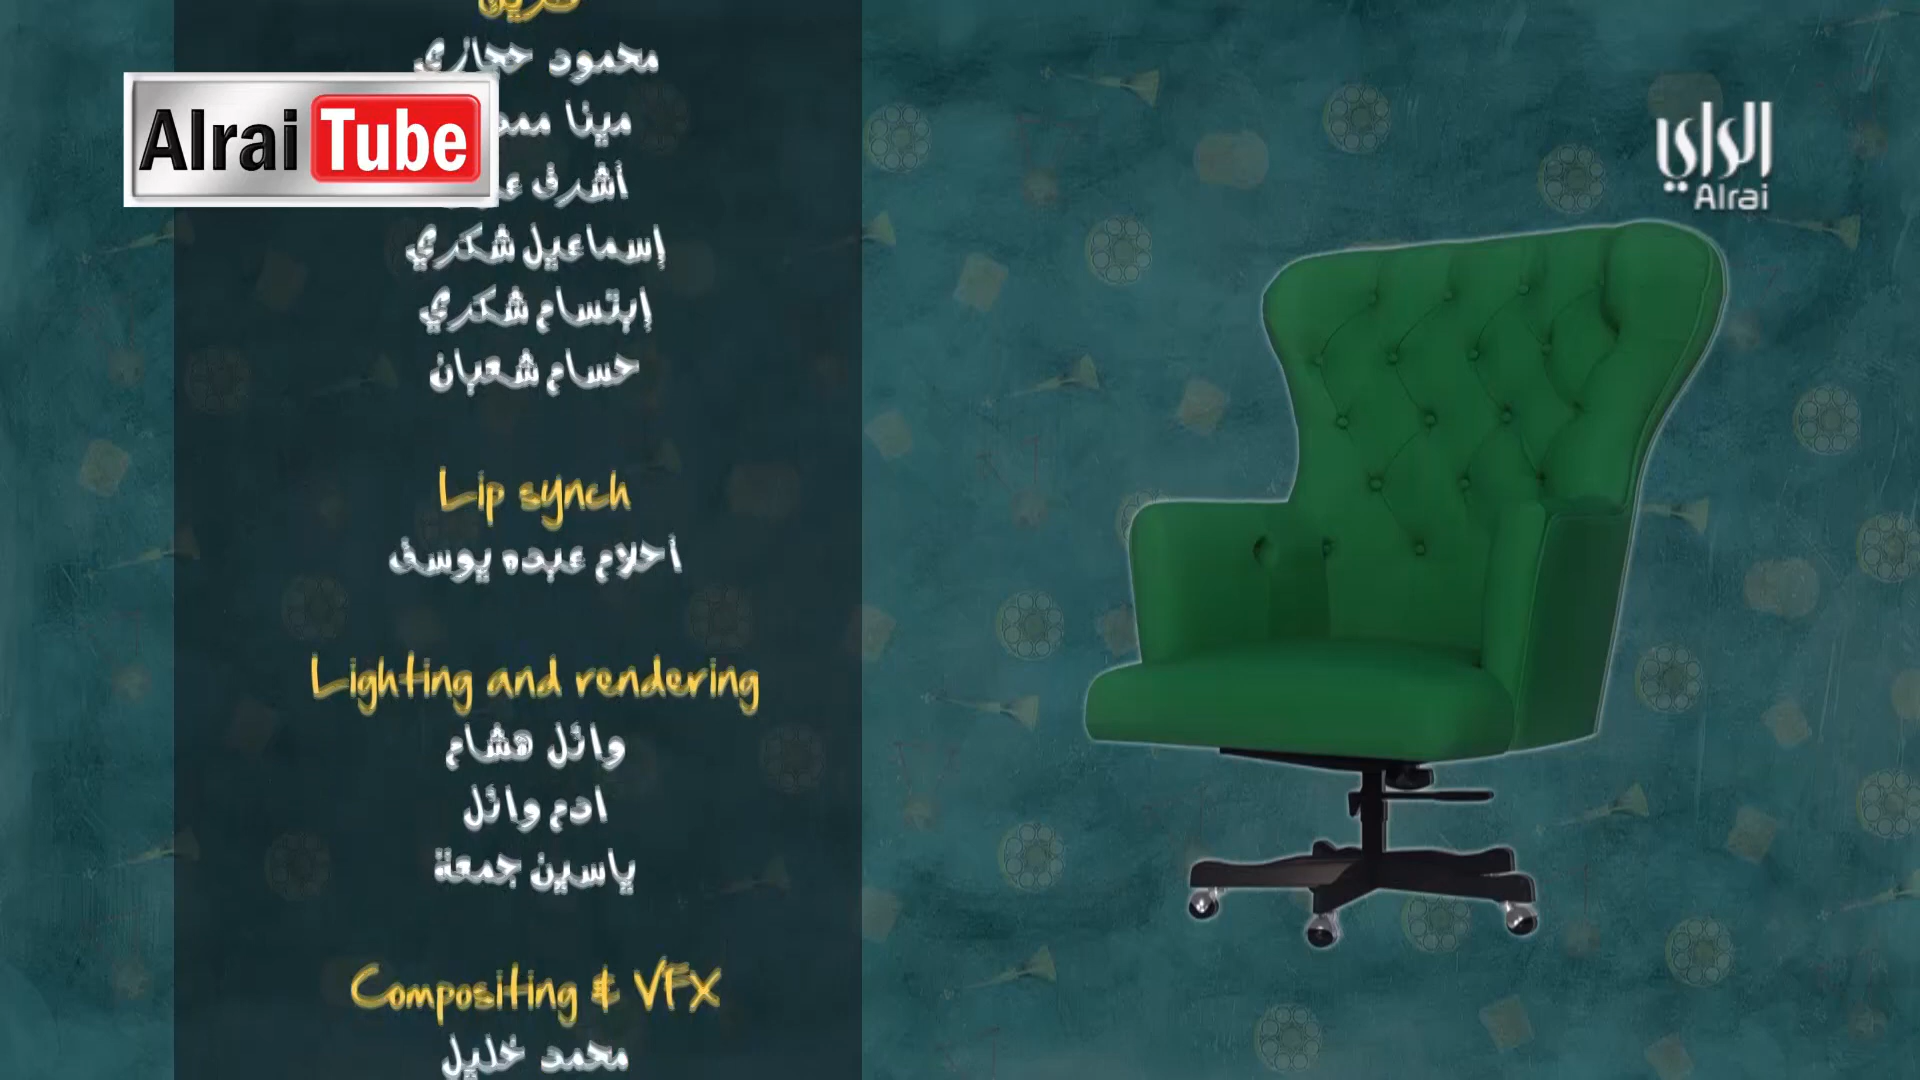 محمود حجازي
Alrai Tube
مينا
أشرف
إسماعيل شكري
إبتسام شكري
حسام شعبان
Lip synch
أحلام عبده يوسف
Lighting and rendering
وائل هشام
ادم وائل
ياسين جمعة
Compositing & VFX
محمد خليل
الراي
Alrai